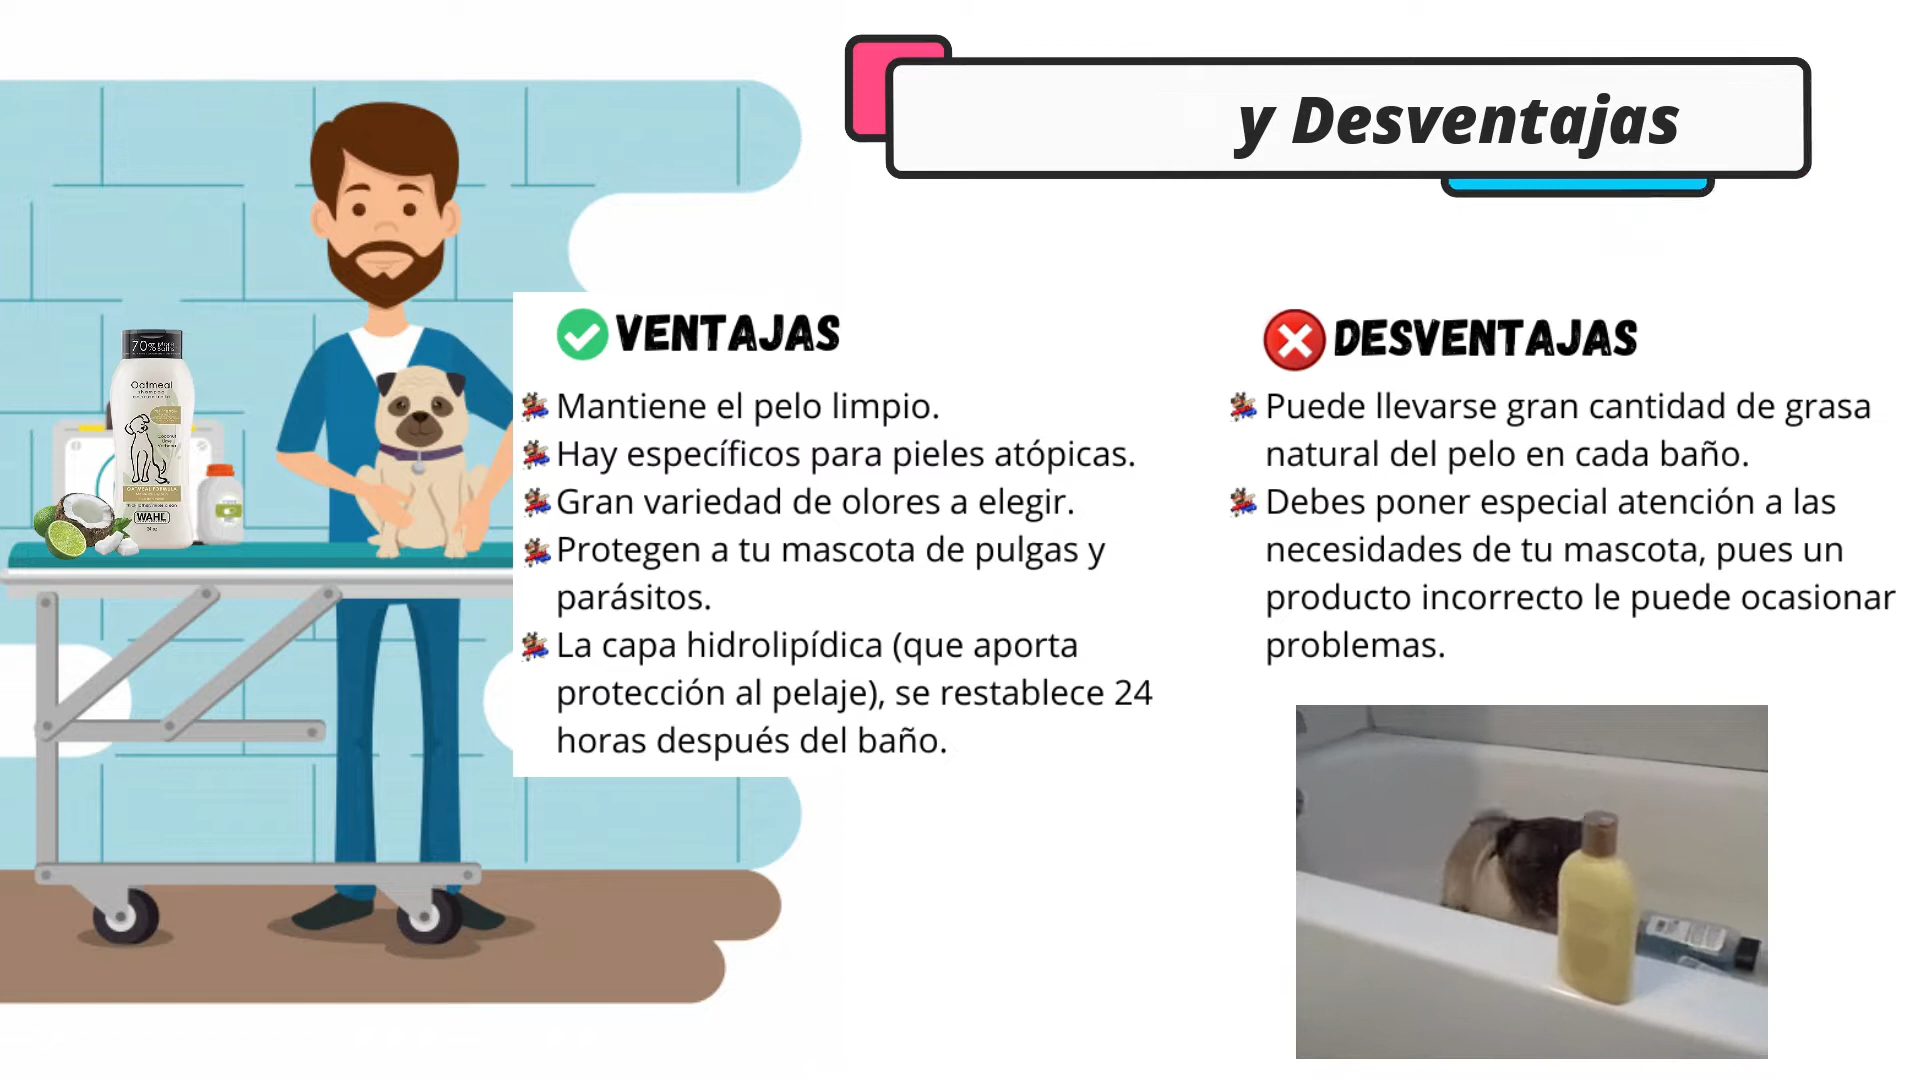 y Desventajas
VENTAJAS
Mantiene el pelo limpio.
Hay específicos para pieles atópicas.
Gran variedad de olores a elegir.
Protegen a tu mascota de pulgas y
parásitos.
La capa hidrolipídica (que aporta
protección al pelaje), se restablece 24
horas después del baño.
DESVENTAJAS
Puede llevarse gran cantidad de grasa
natural del pelo en cada baño.
Debes poner especial atención a las
necesidades de tu mascota, pues un
producto incorrecto le puede ocasionar
problemas.
70%
Oatmeal
shampoo
OATMEAL FORMULA
WAHL